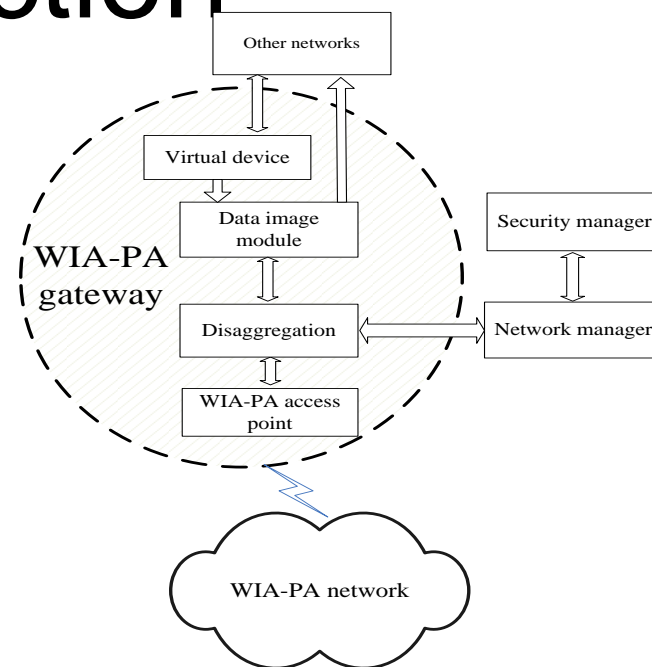 Other networks
Virtual device
Data image
module
WIA-PA
gateway
Security manager
Disaggregation
Network manager
WIA-PA access
point
WIA-PA network